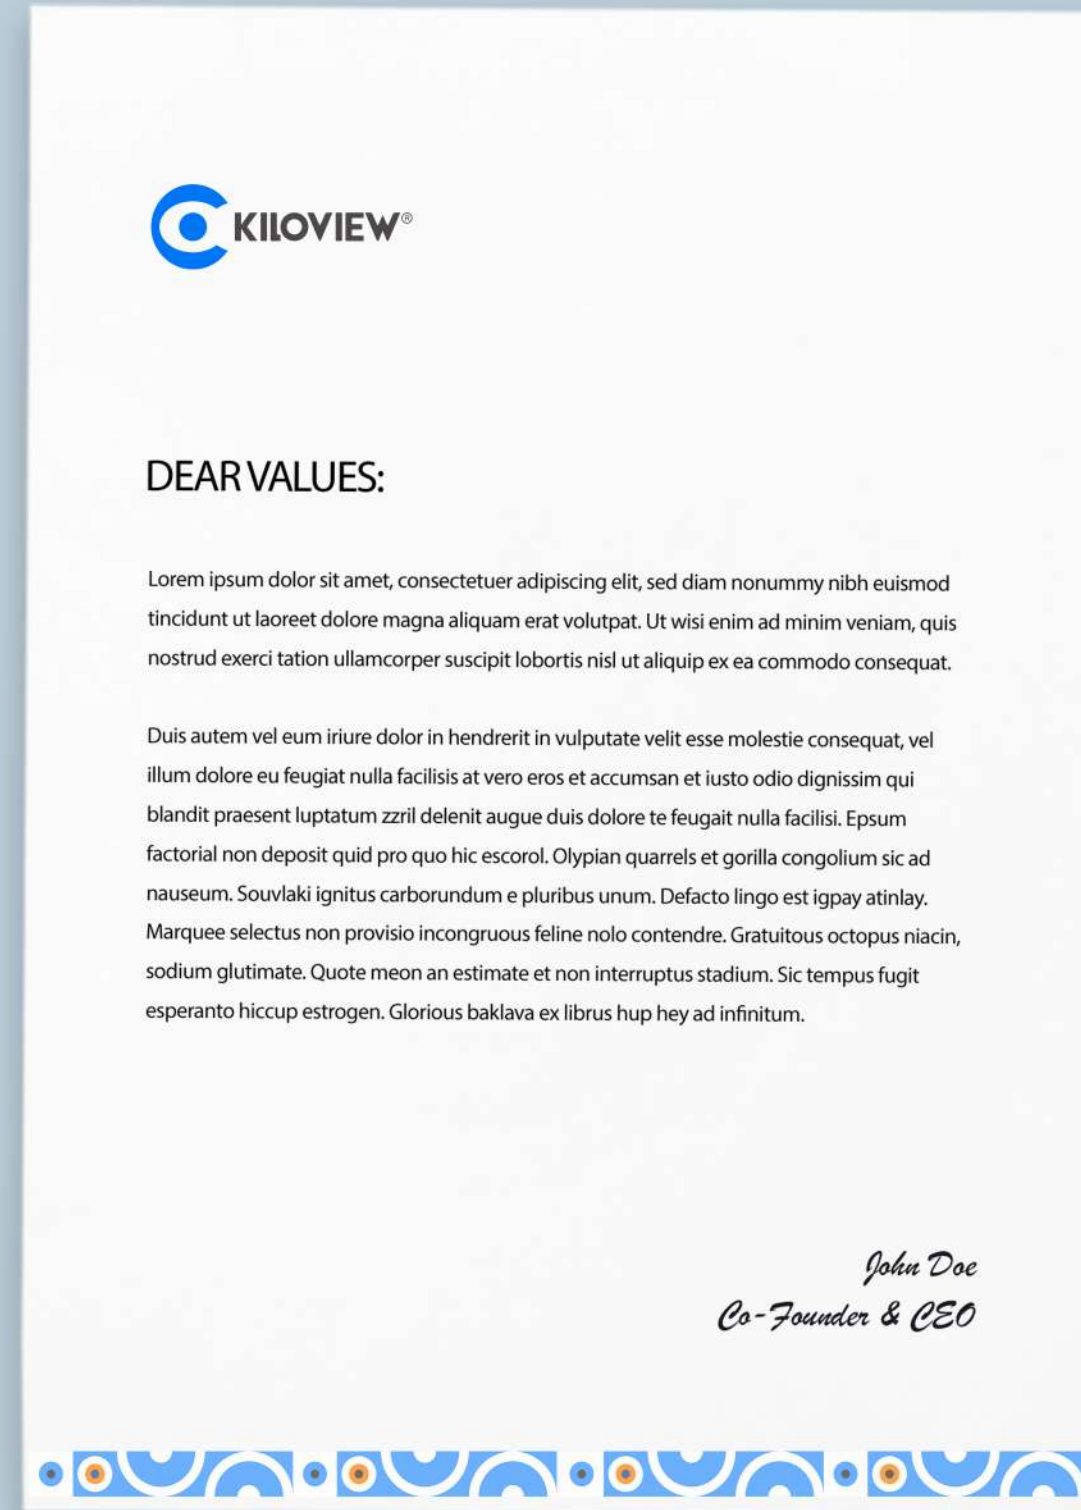 KILOVIEW®
DEAR VALUES:
Lorem ipsum dolor sit amet, consectetuer adipiscing elit, sed diam nonummy nibh euismod
tincidunt ut laoreet dolore magna aliquam erat volutpat. Ut wisi enim ad minim veniam, quis
nostrud exerci tation ullamcorper suscipit lobortis nisl ut aliquip ex ea commodo consequat.
Duis autem vel eum iriure dolor in hendrerit in vulputate velit esse molestie consequat, vel
illum dolore eu feugiat nulla facilisis at vero eros et accumsan et iusto odio dignissim qui
blandit praesent luptatum zzril delenit augue duis dolore te feugait nulla facilisi. Epsum
factorial non deposit quid pro quo hic escorol. Olypian quarrels et gorilla congolium sic ad
nauseum. Souvlaki ignitus carborundum e pluribus unum. Defacto lingo est igpay atinlay.
Marquee selectus non provisio incongruous feline nolo contendre. Gratuitous octopus niacin,
sodium glutimate. Quote meon an estimate et non interruptus stadium. Sic tempus fugit
esperanto hiccup estrogen. Glorious baklava ex librus hup hey ad infinitum.
John Doe
Co-Founder & CEO